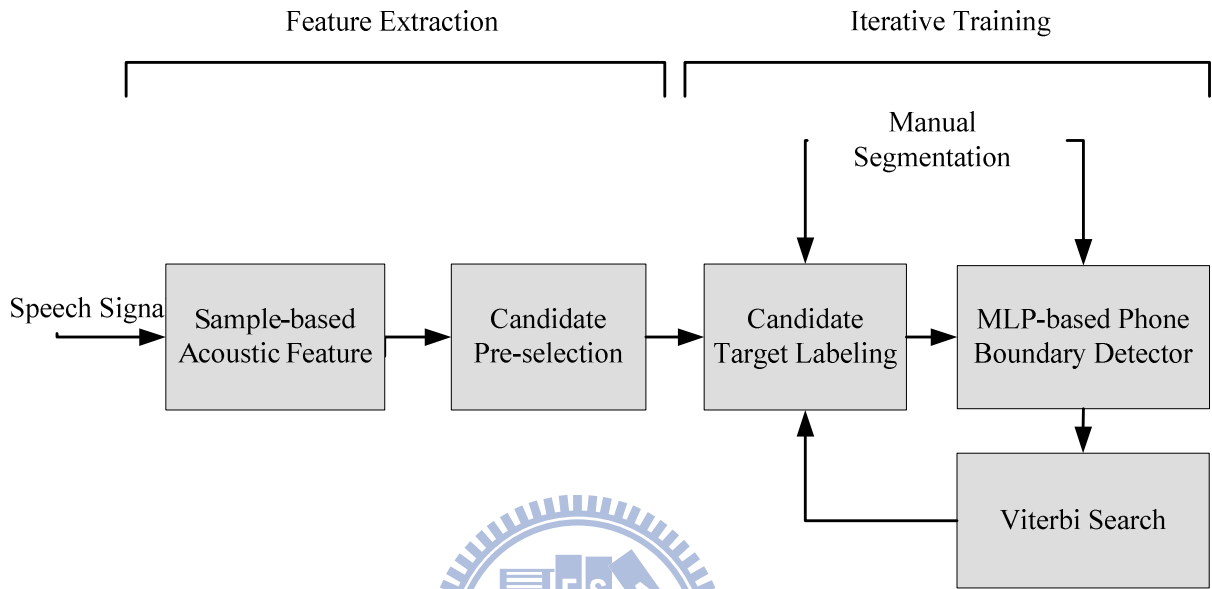 Feature Extraction
Iterative Training
Manual
Segmentation
Speech Signa
Sample-based
Acoustic Feature
Candidate
Pre-selection
Candidate
Target Labeling
MLP-based Phone
Boundary Detector
Viterbi Search